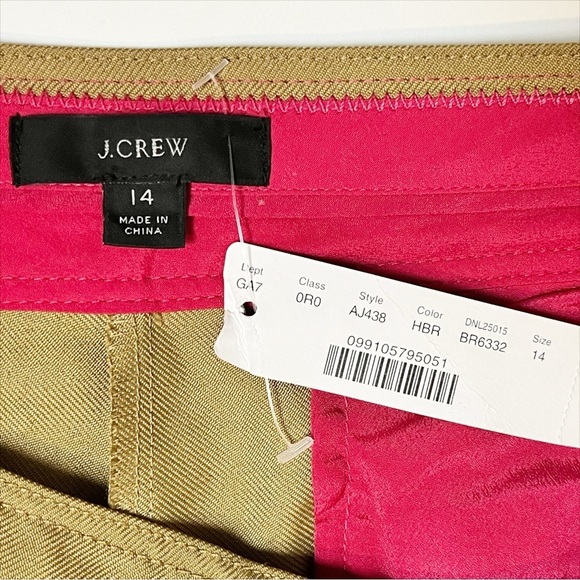 J.CREW
14
MADE IN
CHINA
Dept Class Style Color DNL25015 Size
GA7 0R0 AJ438 HBR BR6332 14
099105795051